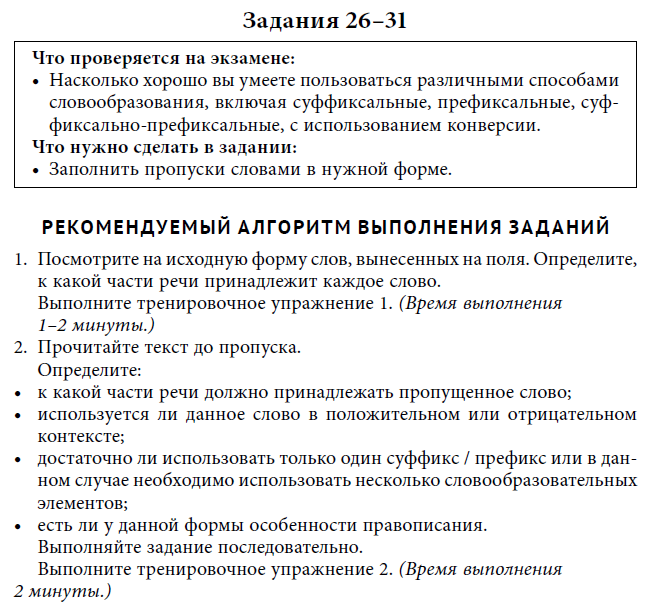 Задания 26–31
Что проверяется на экзамене:
• Насколько хорошо вы умеете пользоваться различными способами
словообразования, включая суффиксальные, префиксальные, суф-
фиксально-префиксальные, с использованием конверсии.
Что нужно сделать в задании:
• Заполнить пропуски словами в нужной форме.
РЕКОМЕНДУЕМЫЙ АЛГОРИТМ ВЫПОЛНЕНИЯ ЗАДАНИЙ
1. Посмотрите на исходную форму слов, вынесенных на поля. Определите,
к какой части речи принадлежит каждое слово.
Выполните тренировочное упражнение 1. (Время выполнения
1–2 минуты.)
2. Прочитайте текст до пропуска.
Определите:
• к какой части речи должно принадлежать пропущенное слово;
• используется ли данное слово в положительном или отрицательном
контексте;
• достаточно ли использовать только один суффикс / префикс или в дан-
ном случае необходимо использовать несколько словообразовательных
элементов;
• есть ли у данной формы особенности правописания.
Выполняйте задание последовательно.
Выполните тренировочное упражнение 2. (Время выполнения
2 минуты.)